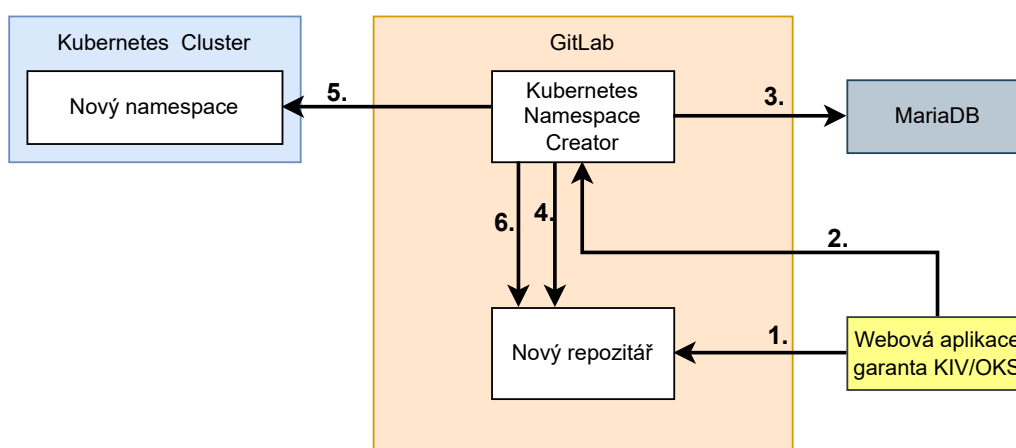 Kubernetes Cluster
GitLab
Nový namespace
5.
Kubernetes
Namespace
Creator
3.
MariaDB
6.
4.
2.
Nový repozitář
1.
Webová aplikace
garanta KIV/OKS